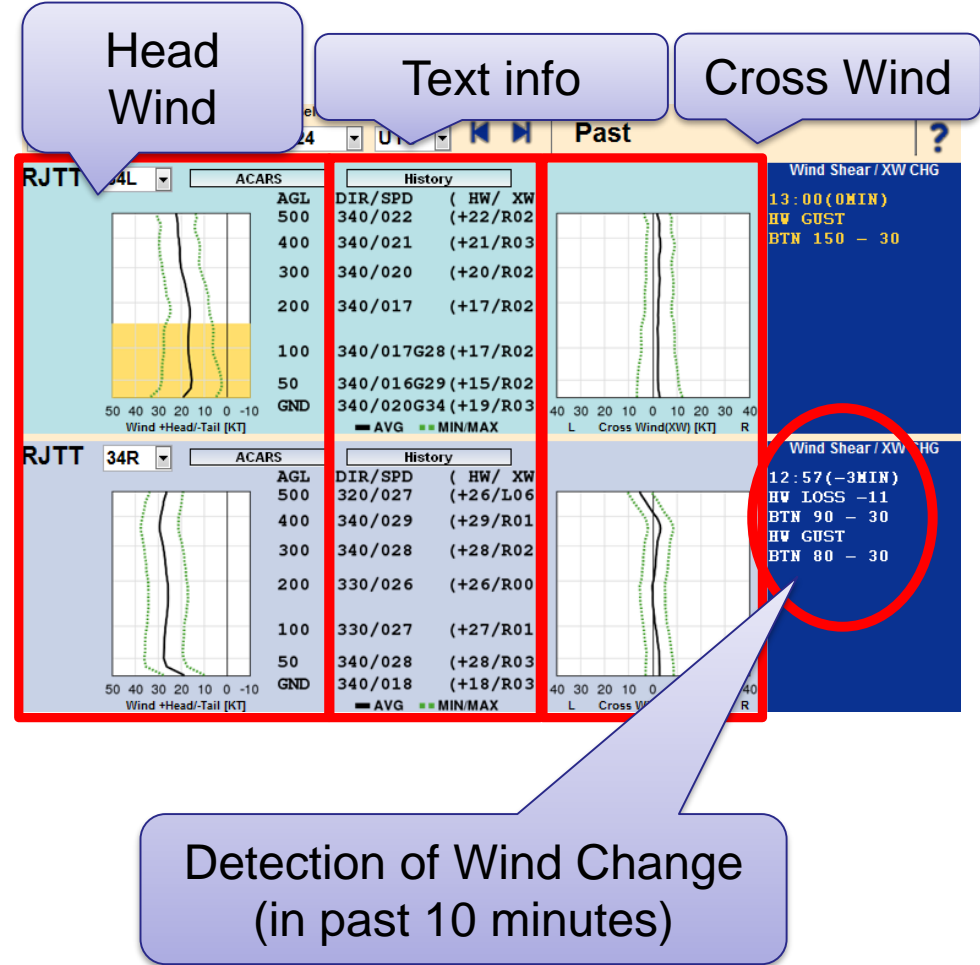 Head
Wind
Text info
Cross Wind
24
Past
?
RJTT 34L ACARS History Wind Shear / XW CHG
AGL DIR/SPD ( HW/ XW
500 340/022 (+22/R02
400 340/021 (+21/R03
300 340/020 (+20/R02
200 340/017 (+17/R02
100 340/017G28 (+17/R02
50 340/016G29 (+15/R02
GND 340/020G34 (+19/R03
50 40 30 20 10 0 -10
Wind +Head/-Tail [KT]
AVG MIN/MAX
40 30 20 10 0 10 20 30 40
L Cross Wind(XW) [KT] R
13:00(0MIN)
HW GUST
BTN 150 - 30
RJTT 34R ACARS History Wind Shear / XW CHG
AGL DIR/SPD ( HW/ XW
500 320/027 (+26/L06
400 340/029 (+29/R01
300 340/028 (+28/R02
200 330/026 (+26/R00
100 330/027 (+27/R01
50 340/028 (+28/R03
GND 340/018 (+18/R03
50 40 30 20 10 0 -10
Wind +Head/-Tail [KT]
AVG MIN/MAX
40 30 20 10 0 40
L Cross R
12:57(-3MIN)
HW LOSS -11
BTN 90 - 30
HW GUST
BTN 80 - 30
Detection of Wind Change
(in past 10 minutes)